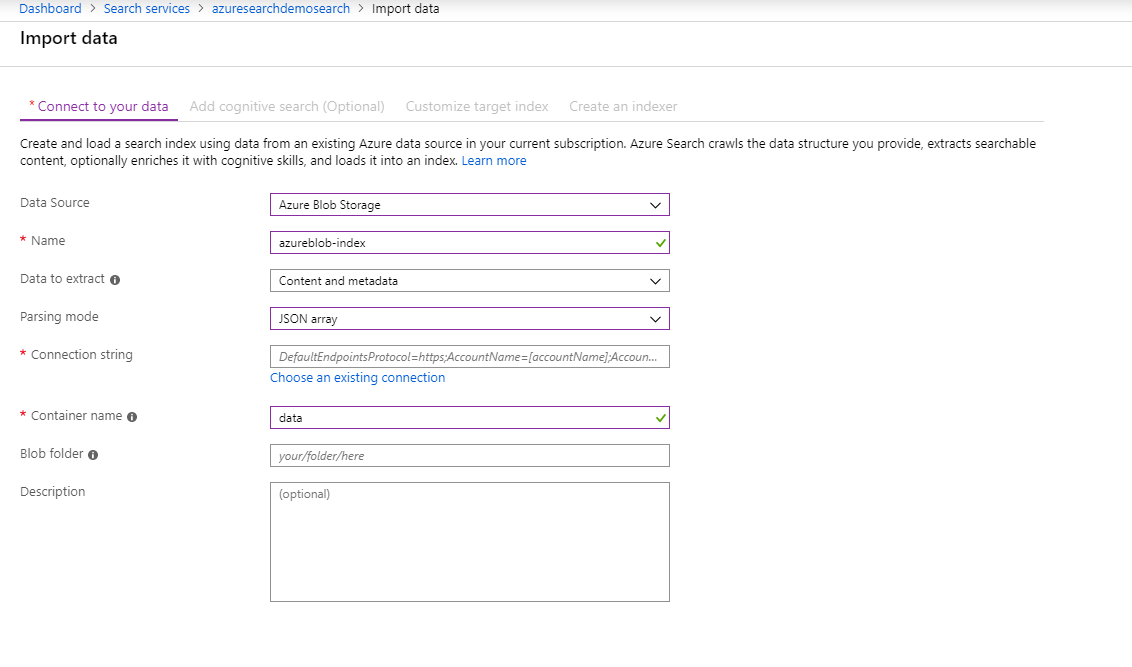 Dashboard > Search services > azuresearchdemosearch > Import data
Import data
* Connect to your data Add cognitive search (Optional) Customize target index Create an indexer
Create and load a search index using data from an existing Azure data source in your current subscription. Azure Search crawls the data structure you provide, extracts searchable
content, optionally enriches it with cognitive skills, and loads it into an index. Learn more
Data Source Azure Blob Storage
* Name azureblob-index
Data to extract Content and metadata
Parsing mode JSON array
* Connection string DefaultEndpointsProtocol=https;AccountName=[accountName];Accoun...
Choose an existing connection
* Container name data
Blob folder your/folder/here
Description (optional)